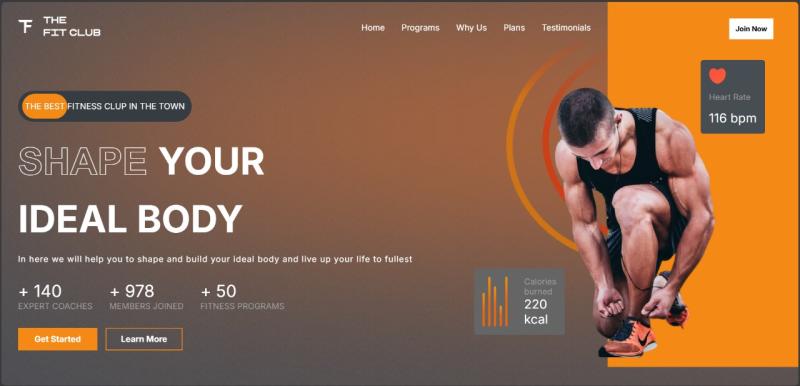 THE
FIT CLUB
Home Programs Why Us Plans Testimonials
Join Now
Heart Rate
116 bpm
THE BEST FITNESS CLUP IN THE TOWN
SHAPE YOUR
IDEAL BODY
In here we will help you to shape and build your ideal body and live up your life to fullest
Calories
burned
220
kcal
+ 140 + 978 + 50
EXPERT COACHES MEMBERS JOINED FITNESS PROGRAMS
Get Started Learn More